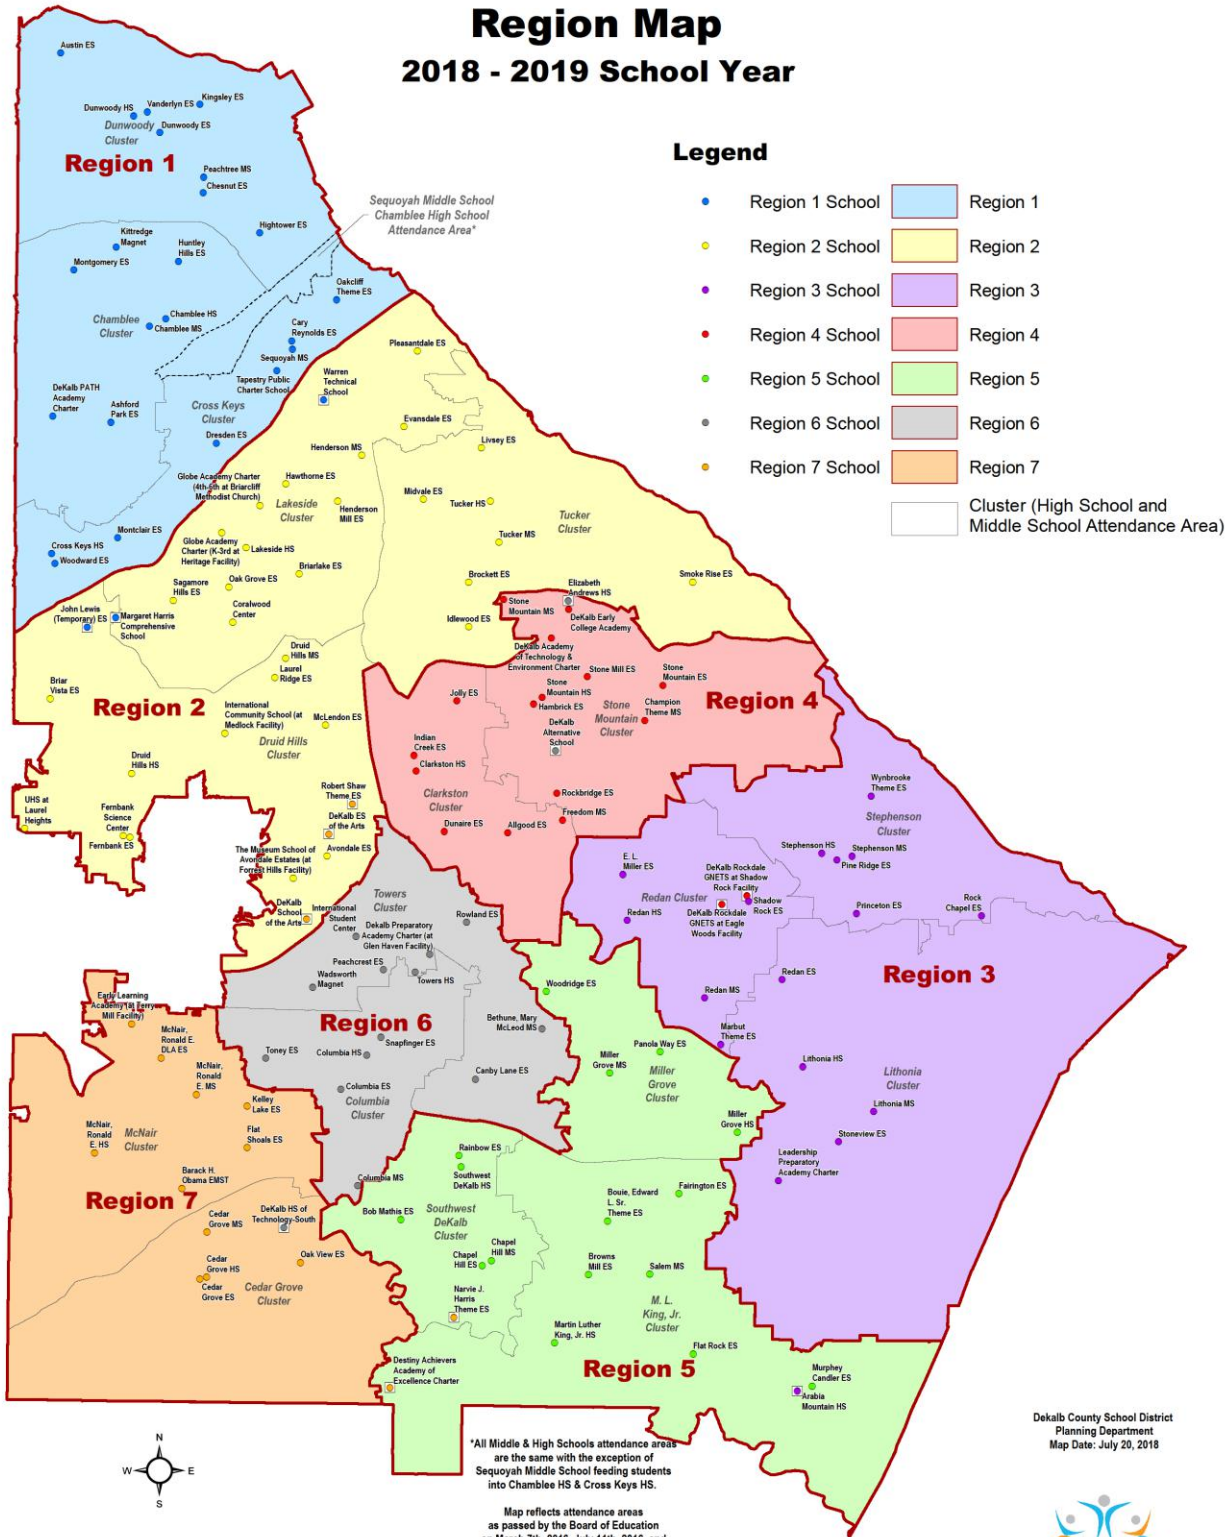 Region Map
2018 - 2019 School Year
Legend
Region 1 School
Region 1
Region 2 School
Region 2
Region 3 School
Region 3
Region 4 School
Region 4
Region 5 School
Region 5
Region 6 School
Region 6
Region 7 School
Region 7
Cluster (High School and
Middle School Attendance Area)
Austin ES
Kingsley ES
Vanderlyn ES
Dunwoody HS
Dunwoody ES
Dunwoody
Cluster
Region 1
Peachtree MS
Chesnut ES
Sequoyah Middle School
Chamblee High School
Attendance Area*
Hightower ES
Kittredge
Magnet
Huntley
Hills ES
Montgomery ES
Oakcliff
Theme ES
Chamblee HS
Chamblee MS
Chamblee
Cluster
Cary
Reynolds ES
Sequoyah MS
Tapestry Public
Charter School
DeKalb PATH
Academy
Charter
Ashford
Park ES
Cross Keys
Cluster
Dresden ES
Montclair ES
Cross Keys HS
Woodward ES
Pleasantdale ES
Warren
Technical
School
Evansdale ES
Livsey ES
Henderson MS
Globe Academy Charter
(4th-6th at Briarcliff
Methodist Church)
Hawthorne ES
Lakeside
Cluster
Henderson
Mill ES
Midvale ES
Tucker HS
Tucker
Cluster
Tucker MS
Globe Academy
Charter (K-3rd at
Heritage Facility)
Lakeside HS
Briarlake ES
Brockett ES
Smoke Rise ES
Sagamore
Hills ES
Oak Grove ES
Coralwood
Center
John Lewis
(Temporary) ES
Margaret Harris
Comprehensive
School
Idlewood ES
Druid
Hills MS
Laurel
Ridge ES
Briar
Vista ES
Region 2
International
Community School (at
Medlock Facility)
McLendon ES
Druid Hills
Cluster
Druid
Hills HS
UHS at
Laurel
Heights
Fernbank
Science
Center
Fernbank ES
Robert Shaw
Theme ES
DeKalb ES
of the Arts
The Museum School of
Avondale Estates (at
Forrest Hills Facility)
Avondale ES
DeKalb
School
of the Arts
Stone
Mountain MS
Elizabeth
Andrews HS
DeKalb Early
College Academy
DeKalb Academy
of Technology &
Environment Charter
Stone Mill ES
Stone
Mountain ES
Jolly ES
Stone
Mountain HS
Hambrick ES
Stone
Mountain
Cluster
Champion
Theme MS
Region 4
DeKalb
Alternative
School
Indian
Creek ES
Clarkston HS
Clarkston
Cluster
Rockbridge ES
Freedom MS
Dunaire ES
Allgood ES
Wynbrooke
Theme ES
Stephenson
Cluster
Stephenson HS
Stephenson MS
Pine Ridge ES
E. L.
Miller ES
DeKalb Rockdale
GNETS at Shadow
Rock Facility
Redan Cluster
Shadow
Rock ES
DeKalb Rockdale
GNETS at Eagle
Woods Facility
Redan HS
Princeton ES
Rock
Chapel ES
Region 3
Redan ES
Redan MS
Marbut
Theme ES
Lithonia HS
Lithonia
Cluster
Lithonia MS
Stoneview ES
Leadership
Preparatory
Academy Charter
Towers
Cluster
International
Student
Center
Dekalb Preparatory
Academy Charter (at
Glen Haven Facility)
Rowland ES
Peachcrest ES
Towers HS
Wadsworth
Magnet
Region 6
Bethune, Mary
McLeod MS
Snapfinger ES
Columbia HS
Toney ES
Canby Lane ES
Columbia ES
Columbia
Cluster
Columbia MS
Early Learning
Academy (at Terry
Mill Facility)
McNair,
Ronald E.
DLA ES
McNair,
Ronald
E. MS
Kelley
Lake ES
McNair,
Ronald
E. HS
McNair
Cluster
Flat
Shoals ES
Barack H.
Obama EMST
Region 7
Cedar
Grove MS
DeKalb HS of
Technology-South
Cedar
Grove HS
Cedar
Grove ES
Oak View ES
Cedar Grove
Cluster
Woodridge ES
Panola Way ES
Miller
Grove MS
Miller
Grove
Cluster
Miller
Grove HS
Rainbow ES
Southwest
DeKalb HS
Bob Mathis ES
Southwest
DeKalb
Cluster
Bouie, Edward
L. Sr.
Theme ES
Fairington ES
Chapel
Hill MS
Chapel
Hill ES
Browns
Mill ES
Salem MS
Narvie J.
Harris
Theme ES
M. L.
King, Jr.
Cluster
Martin Luther
King, Jr. HS
Flat Rock ES
Region 5
Destiny Achievers
Academy of
Excellence Charter
Murphey
Candler ES
Arabia
Mountain HS
N
W
E
S
*All Middle & High Schools attendance areas
are the same with the exception of
Sequoyah Middle School feeding students
into Chamblee HS & Cross Keys HS.
Map reflects attendance areas
as passed by the Board of Education
Dekalb County School District
Planning Department
Map Date: July 20, 2018